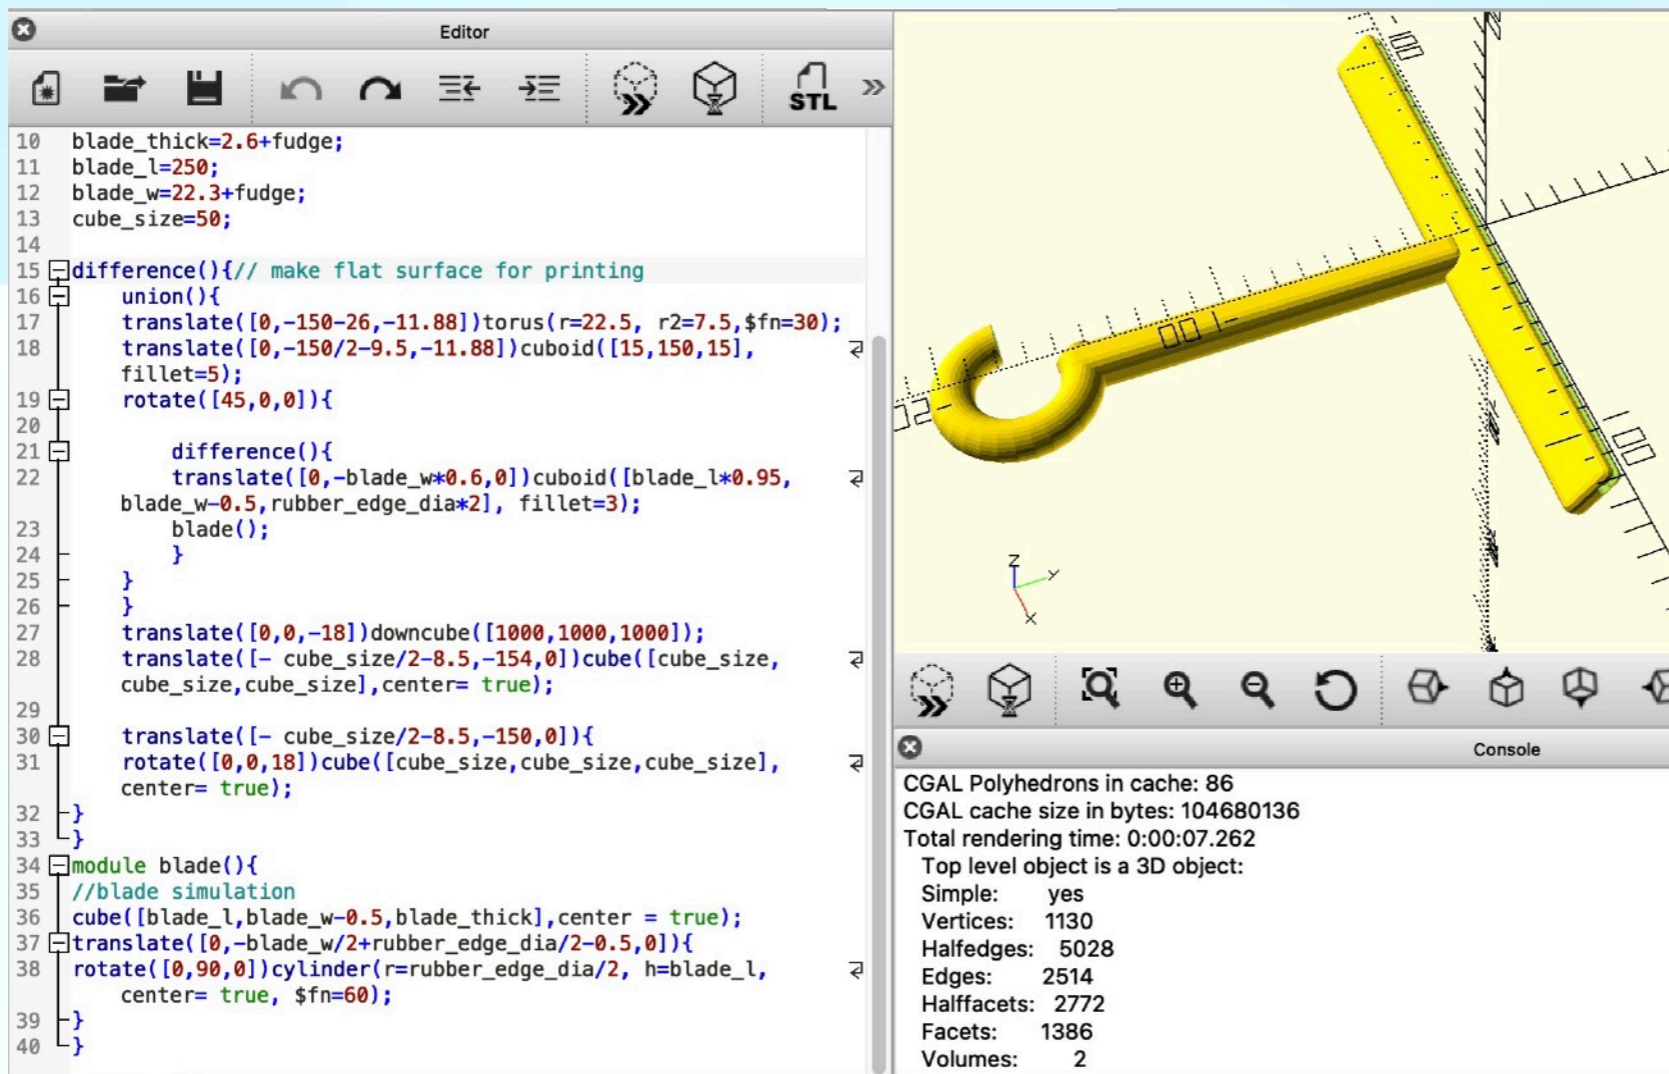 Editor
STL
10 blade_thick=2.6+fudge;
11 blade_l=250;
12 blade_w=22.3+fudge;
13 cube_size=50;
14
15 difference(){// make flat surface for printing
16 union(){
17 translate([0,-150-26,-11.88])torus(r=22.5, r2=7.5,$fn=30);
18 translate([0,-150/2-9.5,-11.88])cuboid([15,150,15],
fillet=5);
19 rotate([45,0,0]){
20
21 difference(){
22 translate([0,-blade_w*0.6,0])cuboid([blade_l*0.95,
blade_w-0.5,rubber_edge_dia*2], fillet=3);
23 blade();
24 }
25 }
26 }
27 translate([0,0,-18])downcube([1000,1000,1000]);
28 translate([- cube_size/2-8.5,-154,0])cube([cube_size,
cube_size,cube_size],center= true);
29
30 translate([- cube_size/2-8.5,-150,0]){
31 rotate([0,0,18])cube([cube_size,cube_size,cube_size],
center= true);
32 }
33 }
34 module blade(){
35 //blade simulation
36 cube([blade_l,blade_w-0.5,blade_thick],center = true);
37 translate([0,-blade_w/2+rubber_edge_dia/2-0.5,0]){
38 rotate([0,90,0])cylinder(r=rubber_edge_dia/2, h=blade_l,
center= true, $fn=60);
39 }
40 }
-100
100
Z
Y
X
Console
CGAL Polyhedrons in cache: 86
CGAL cache size in bytes: 104680136
Total rendering time: 0:00:07.262
Top level object is a 3D object:
Simple: yes
Vertices: 1130
Halfedges: 5028
Edges: 2514
Halffacets: 2772
Facets: 1386
Volumes: 2